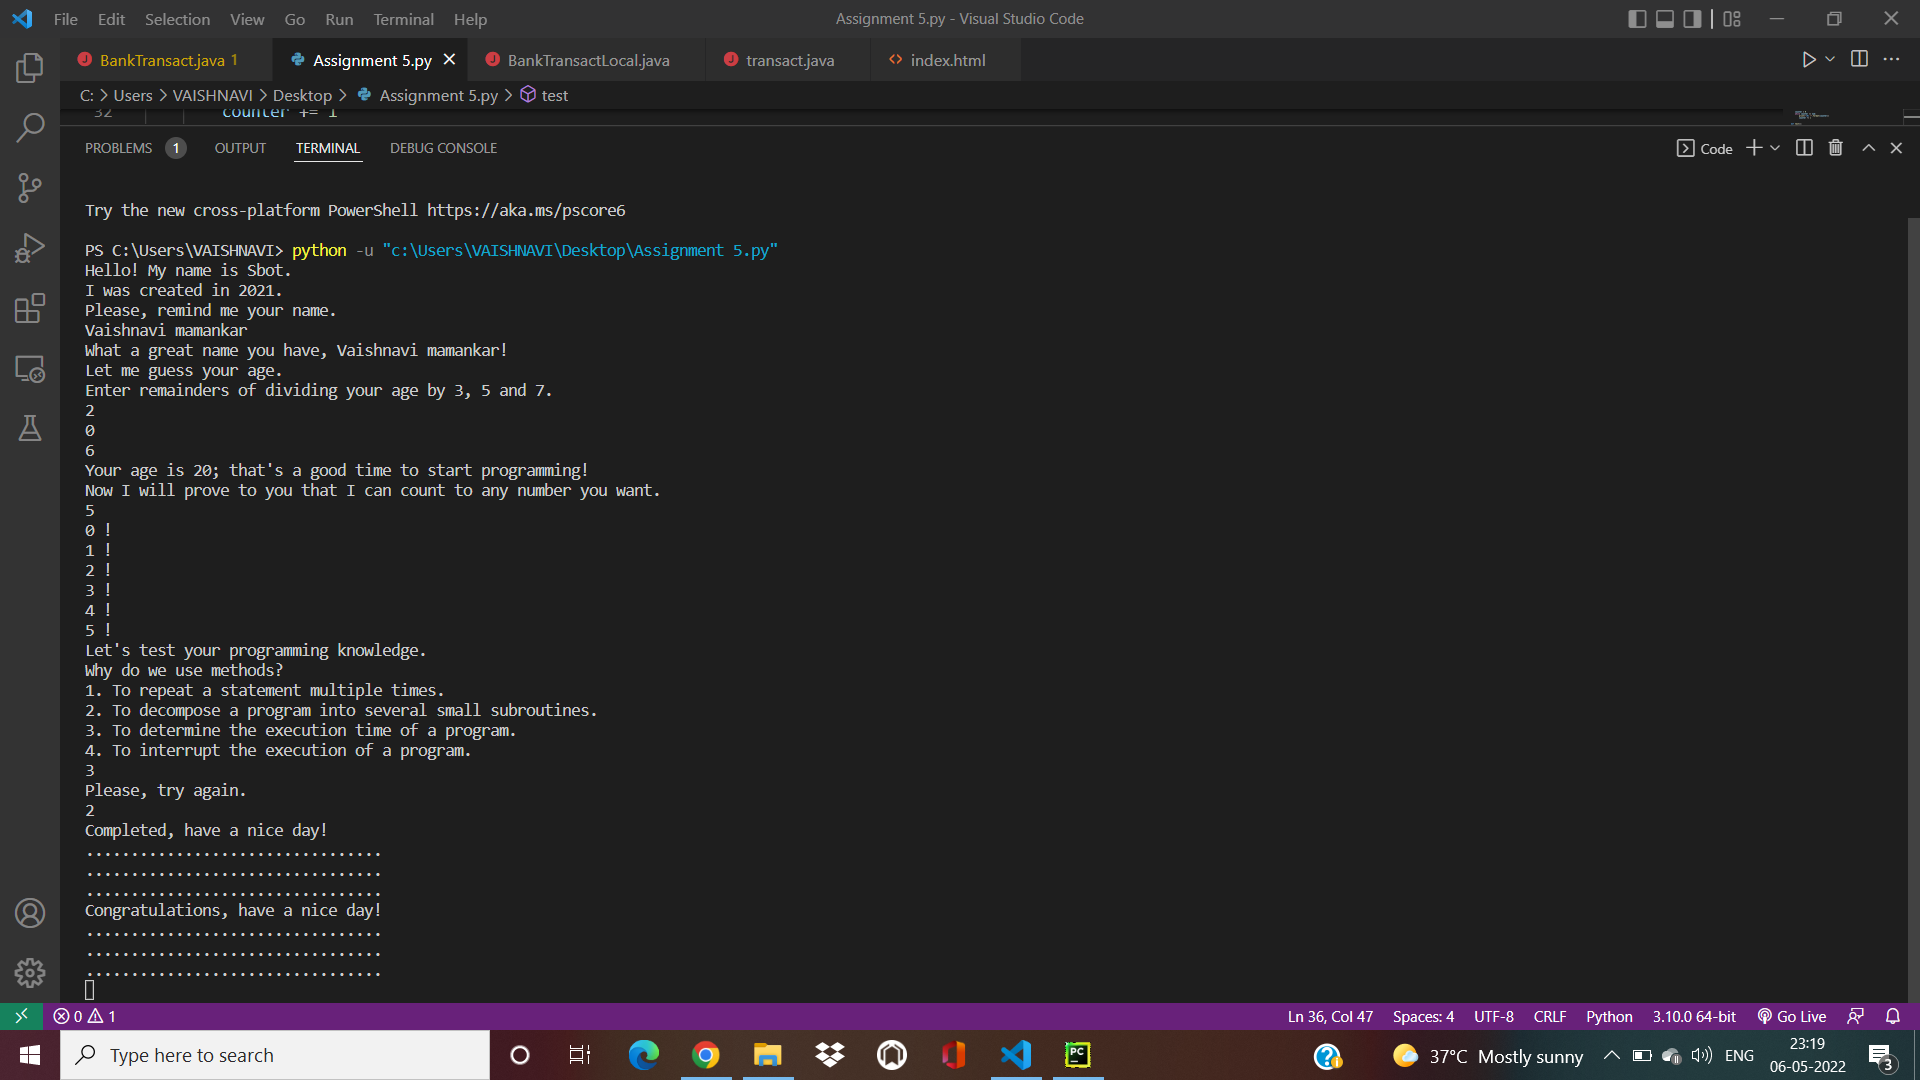 File Edit Selection View Go Run Terminal Help
Assignment 5.py - Visual Studio Code
BankTransact.java 1
Assignment 5.py
BankTransactLocal.java
transact.java
index.html
C: > Users > VAISHNAVI > Desktop > Assignment 5.py > test
32 counter += 1
PROBLEMS 1 OUTPUT TERMINAL DEBUG CONSOLE
Code
Try the new cross-platform PowerShell https://aka.ms/pscore6
PS C:\Users\VAISHNAVI> python -u "c:\Users\VAISHNAVI\Desktop\Assignment 5.py"
Hello! My name is Sbot.
I was created in 2021.
Please, remind me your name.
Vaishnavi mamankar
What a great name you have, Vaishnavi mamankar!
Let me guess your age.
Enter remainders of dividing your age by 3, 5 and 7.
2
0
6
Your age is 20; that's a good time to start programming!
Now I will prove to you that I can count to any number you want.
5
0 !
1 !
2 !
3 !
4 !
5 !
Let's test your programming knowledge.
Why do we use methods?
1. To repeat a statement multiple times.
2. To decompose a program into several small subroutines.
3. To determine the execution time of a program.
4. To interrupt the execution of a program.
3
Please, try again.
2
Completed, have a nice day!
.................................
.................................
.................................
Congratulations, have a nice day!
.................................
.................................
.................................
0 1
Ln 36, Col 47 Spaces: 4 UTF-8 CRLF Python 3.10.0 64-bit Go Live
Type here to search
PC
37°C Mostly sunny
ENG
23:19
06-05-2022
3